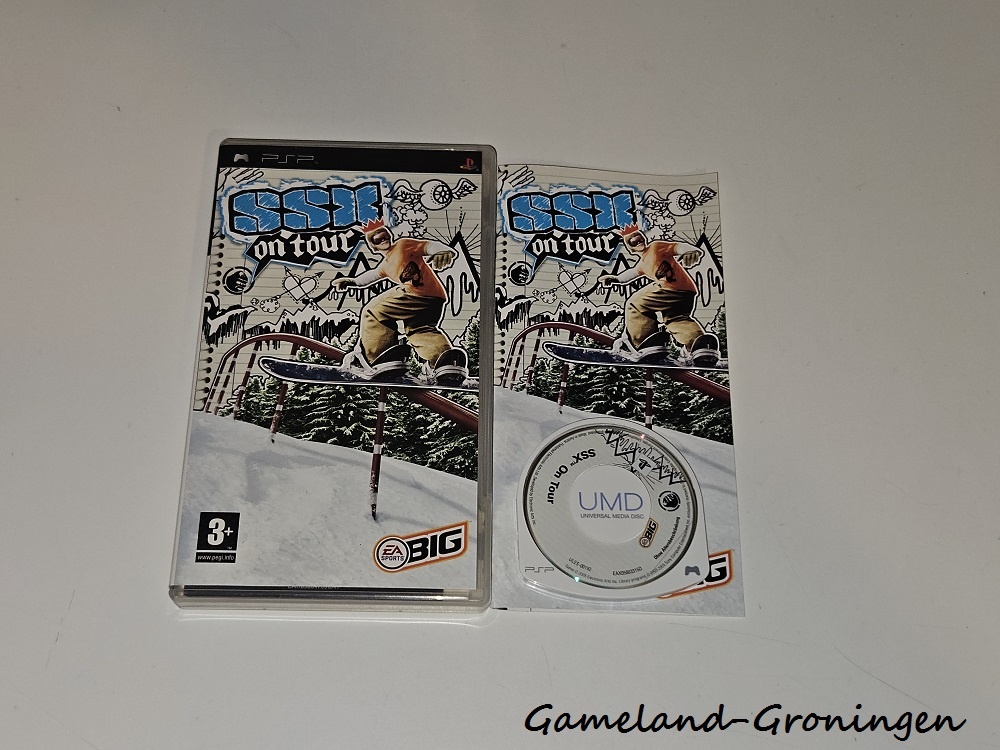 PSP
SSX
on tour
3+
www.pegi.info
EA
SPORTS
BIG
SSX
on tour
SSX™ On Tour
UMD
UNIVERSAL MEDIA DISC
BIG
PSP
BIG
Gameland-Groningen